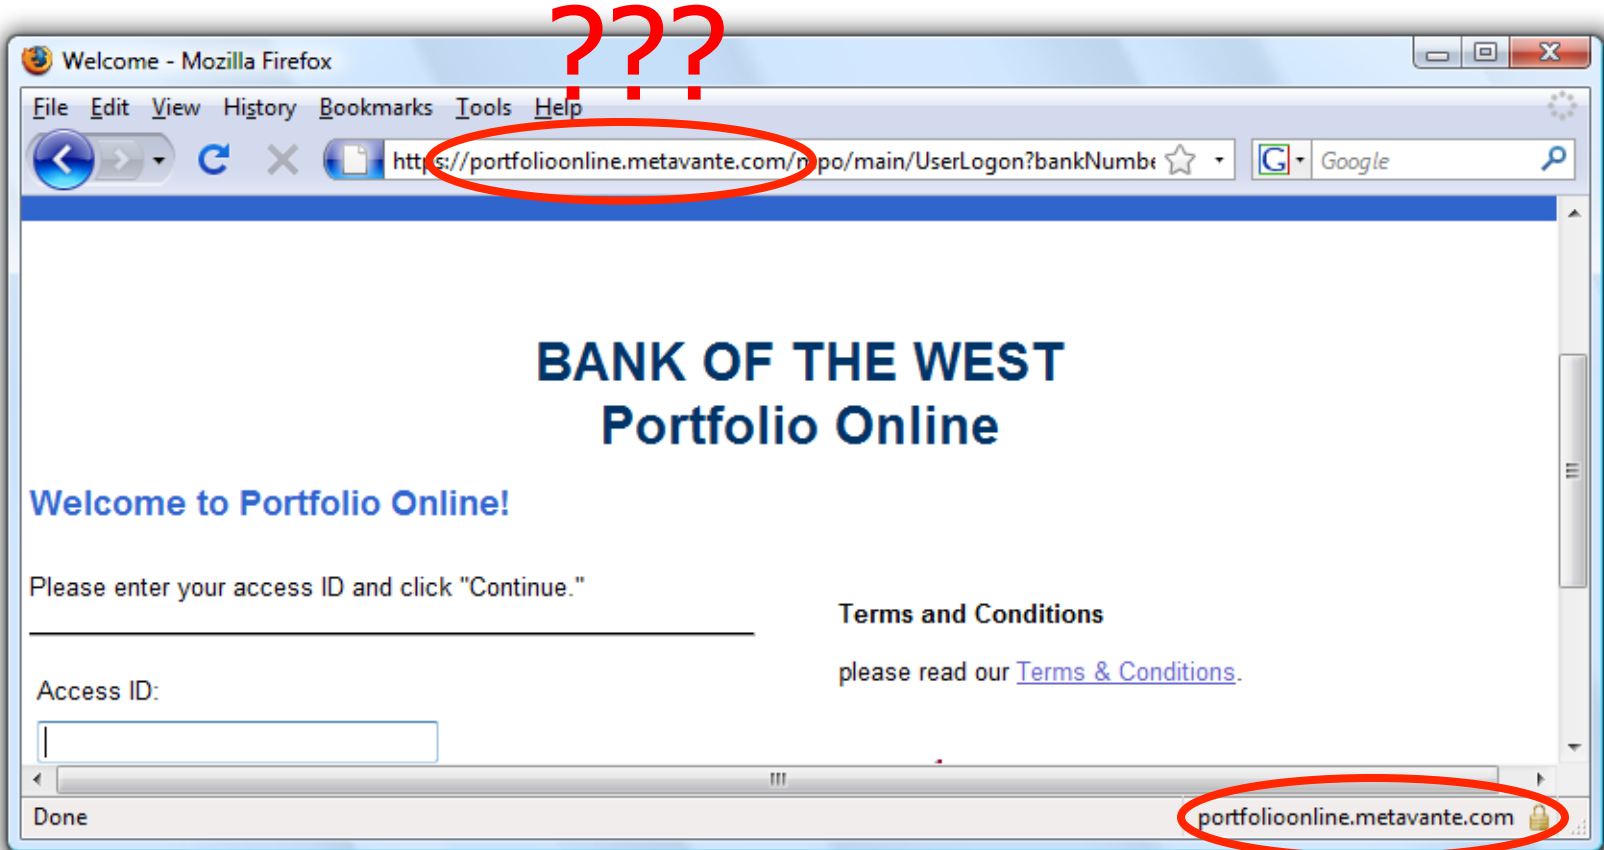 ???
Welcome - Mozilla Firefox
File Edit View History Bookmarks Tools Help
https://portfolioonline.metavante.com/mpo/main/UserLogon?bankNumbe
G Google
BANK OF THE WEST
Portfolio Online
Welcome to Portfolio Online!
Please enter your access ID and click "Continue."
Terms and Conditions
please read our Terms & Conditions.
Access ID:
Done
portfolioonline.metavante.com